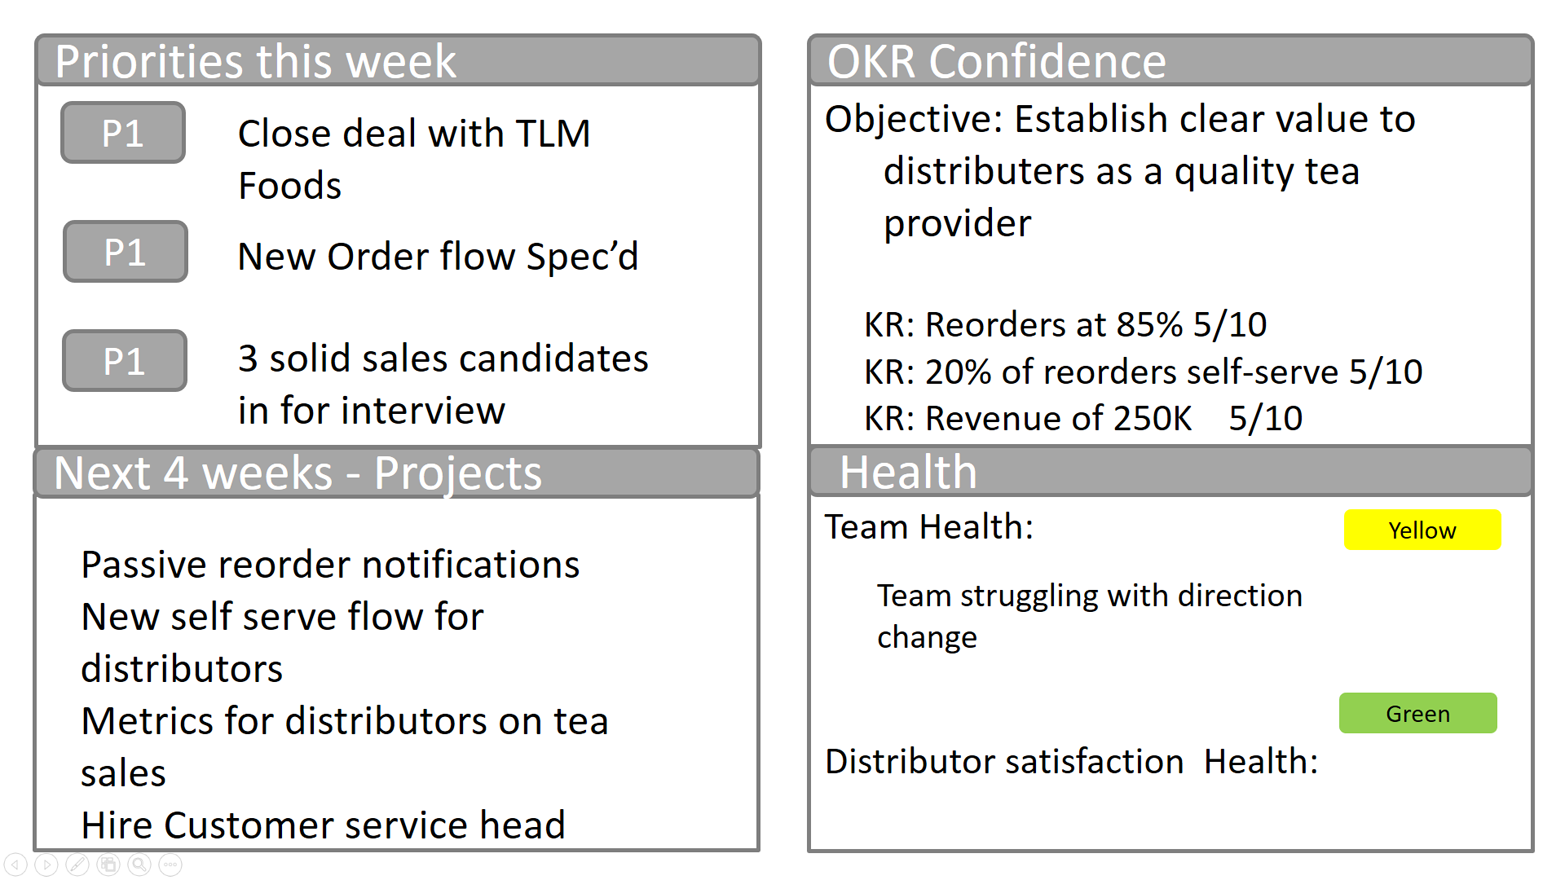 Priorities this week
P1
Close deal with TLM
Foods
P1
New Order flow Spec’d
P1
3 solid sales candidates
in for interview
Next 4 weeks - Projects
Passive reorder notifications
New self serve flow for
distributors
Metrics for distributors on tea
sales
Hire Customer service head
OKR Confidence
Objective: Establish clear value to
distributers as a quality tea
provider
KR: Reorders at 85% 5/10
KR: 20% of reorders self-serve 5/10
KR: Revenue of 250K 5/10
Health
Team Health:
Yellow
Team struggling with direction
change
Green
Distributor satisfaction Health: